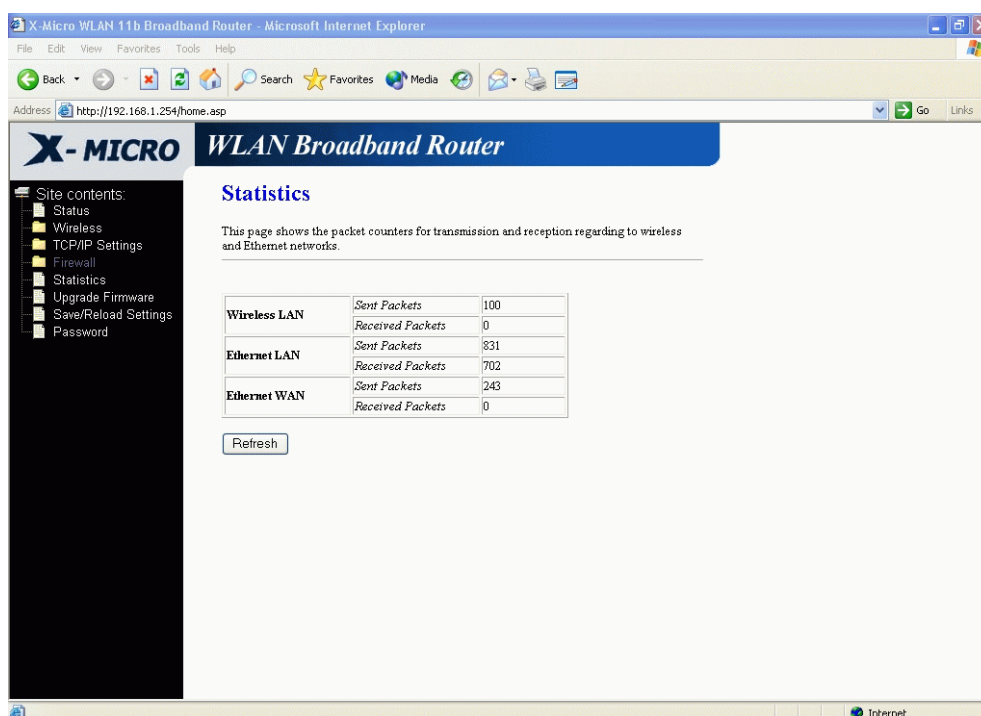 X-Micro WLAN 11b Broadband Router - Microsoft Internet Explorer
File Edit View Favorites Tools Help
Back Search Favorites Media
Address http://192.168.1.254/home.asp Go Links
X-MICRO
WLAN Broadband Router
Site contents:
Status
Wireless
TCP/IP Settings
Firewall
Statistics
Upgrade Firmware
Save/Reload Settings
Password
Statistics
This page shows the packet counters for transmission and reception regarding to wireless
and Ethernet networks.
Wireless LAN Sent Packets 100
Received Packets 0
Ethernet LAN Sent Packets 831
Received Packets 702
Ethernet WAN Sent Packets 243
Received Packets 0
Refresh
Internet